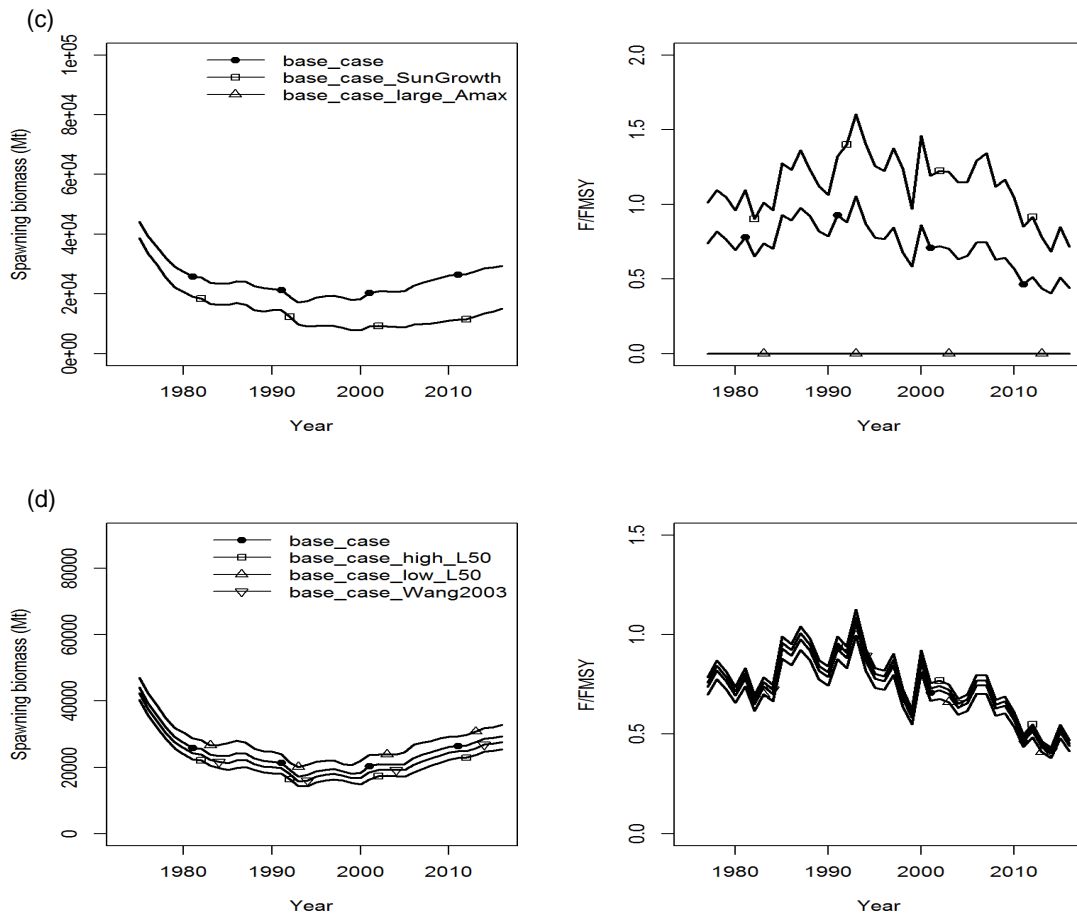 (c)
Spawning biomass (Mt)
0e+00 2e+04 4e+04 6e+04 8e+04 1e+05
base_case
base_case_SunGrowth
base_case_large_Amax
1980 1990 2000 2010
Year
F/FMSY
0.0 0.5 1.0 1.5 2.0
1980 1990 2000 2010
Year
(d)
Spawning biomass (Mt)
0 20000 40000 60000 80000
base_case
base_case_high_L50
base_case_low_L50
base_case_Wang2003
1980 1990 2000 2010
Year
F/FMSY
0.0 0.5 1.0 1.5
1980 1990 2000 2010
Year